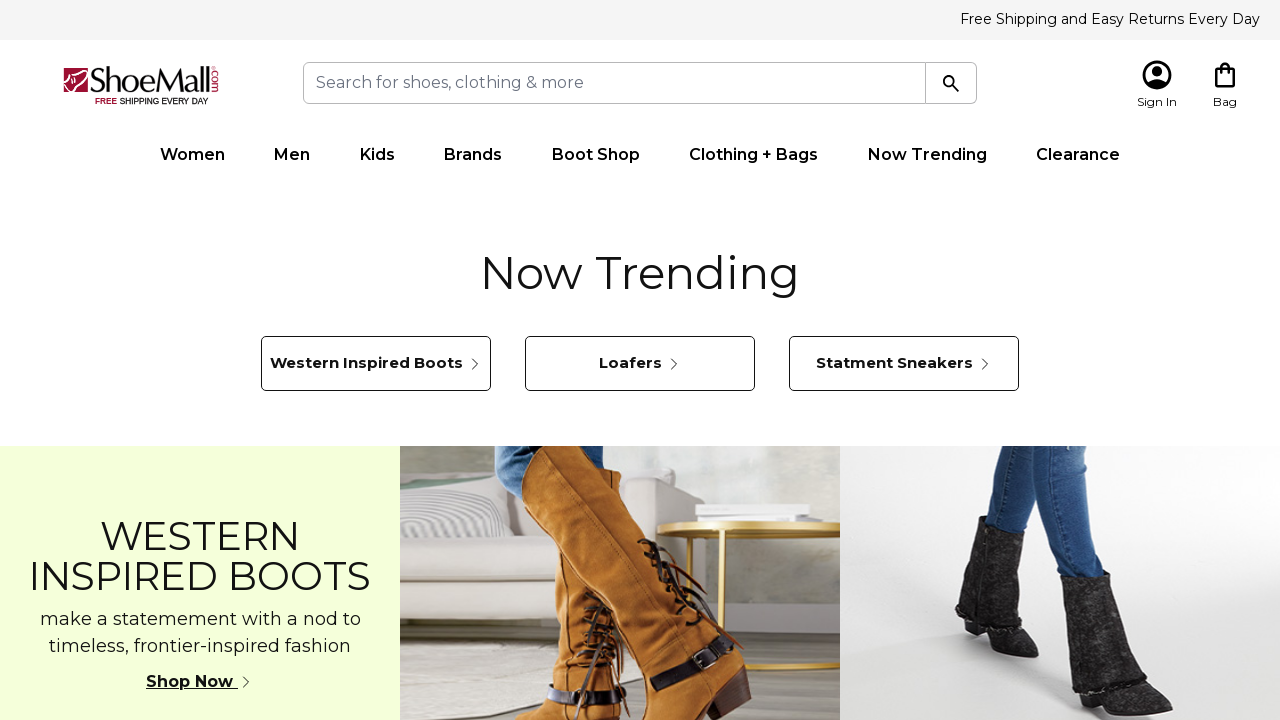 Free Shipping and Easy Returns Every Day
ShoeMall.com
FREE SHIPPING EVERY DAY
Search for shoes, clothing & more
Sign In
Bag
Women
Men
Kids
Brands
Boot Shop
Clothing + Bags
Now Trending
Clearance
Now Trending
Western Inspired Boots
Loafers
Statment Sneakers
WESTERN
INSPIRED BOOTS
make a statemement with a nod to
timeless, frontier-inspired fashion
Shop Now